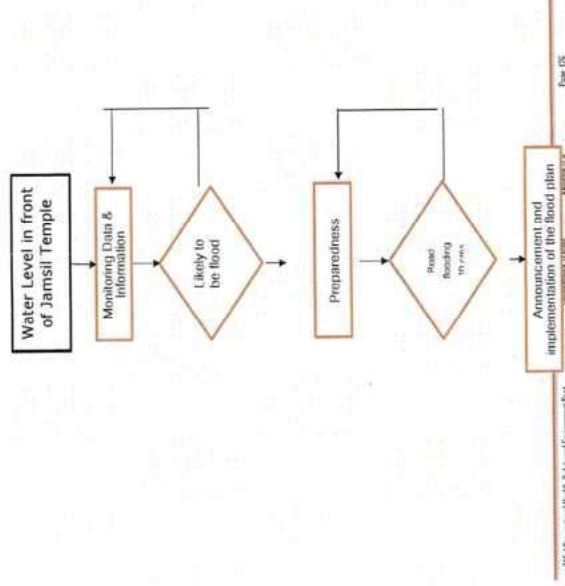 Water Level in front
of Jamsil Temple
Monitoring Data &
Information
Likely to
be flood
Preparedness
Road
flooding
Announcement and
implementation of the flood plan
Page